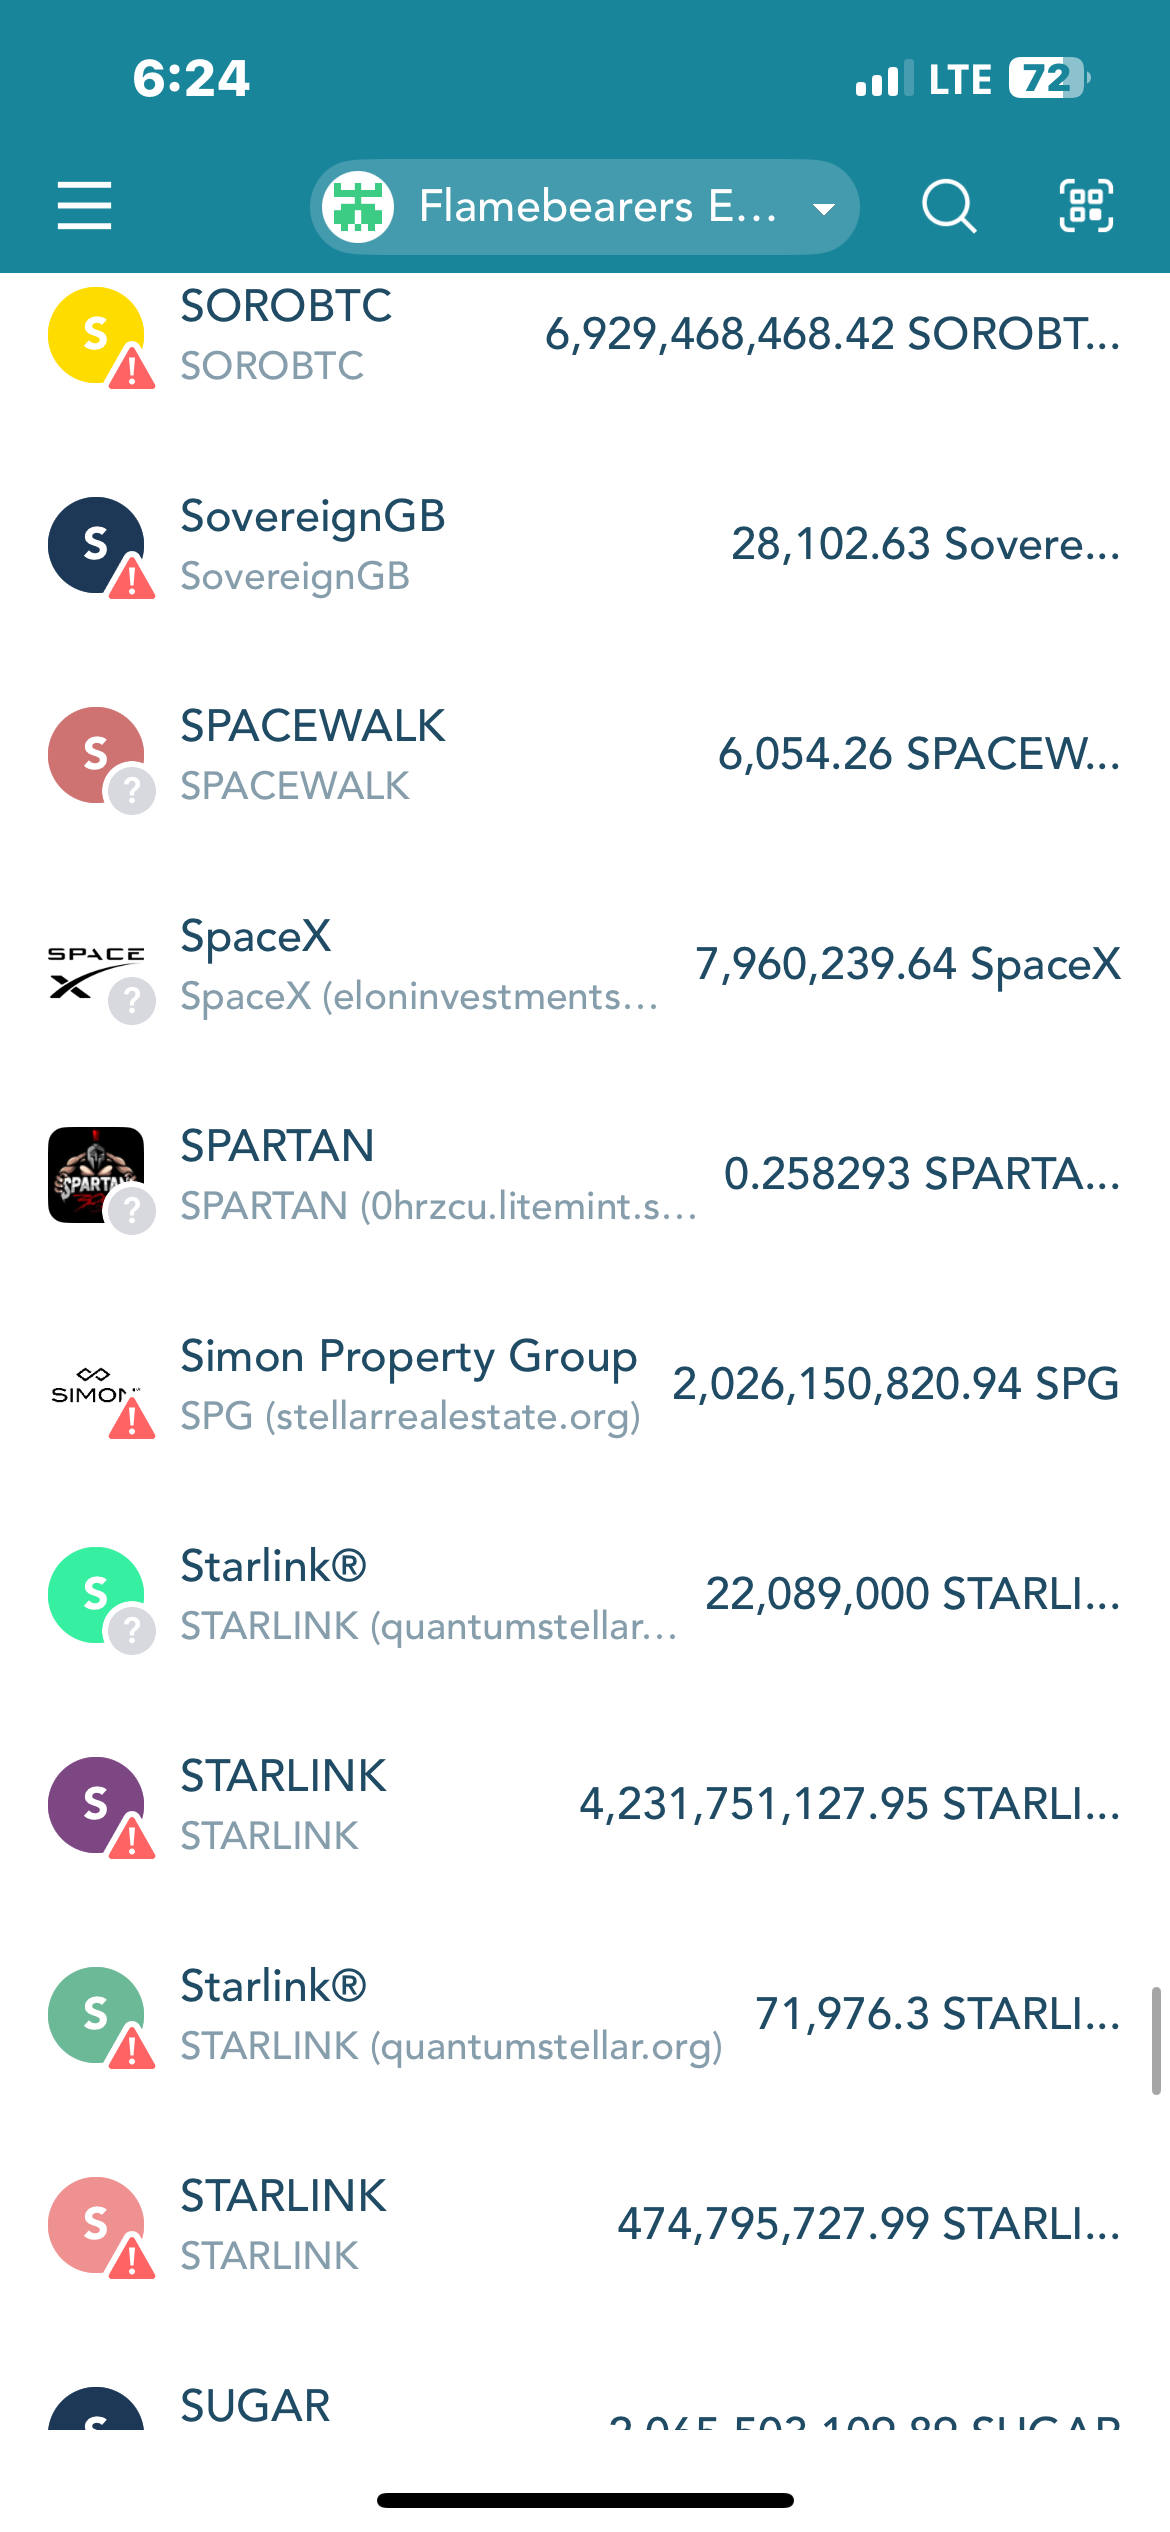 6:24
LTE 72
Flamebearers E...
S
SOROBTC
SOROBTC
6,929,468,468.42 SOROBT...
S
SovereignGB
SovereignGB
28,102.63 Sovere...
S
?
SPACEWALK
SPACEWALK
6,054.26 SPACEW...
SPACE
X
?
SpaceX
SpaceX (eloninvestments...
7,960,239.64 SpaceX
SPARTAN
?
SPARTAN
SPARTAN (0hrzcu.litemint.s...
0.258293 SPARTA...
SIMON
Simon Property Group
SPG (stellarrealestate.org)
2,026,150,820.94 SPG
S
?
Starlink®
STARLINK (quantumstellar...
22,089,000 STARLI...
S
STARLINK
STARLINK
4,231,751,127.95 STARLI...
S
Starlink®
STARLINK (quantumstellar.org)
71,976.3 STARLI...
S
STARLINK
STARLINK
474,795,727.99 STARLI...
S
SUGAR
SUGAR